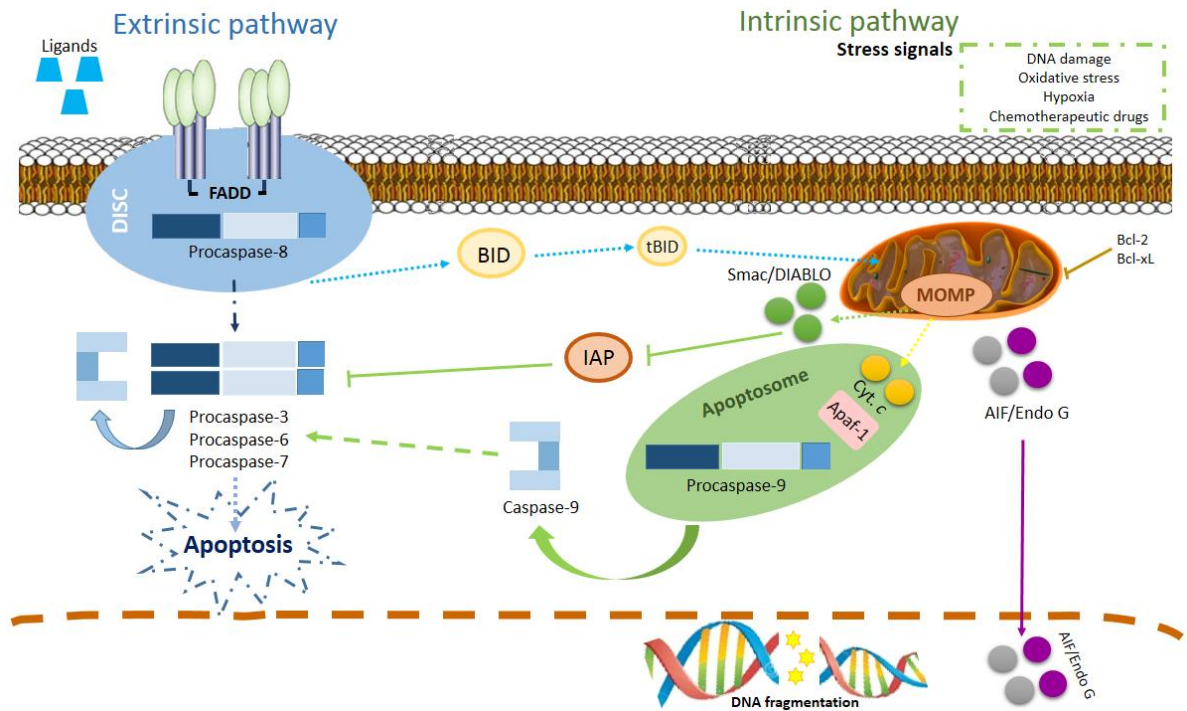 Extrinsic pathway
Ligands
FADD
DISC
Procaspase-8
Intrinsic pathway
Stress signals
DNA damage
Oxidative stress
Hypoxia
Chemotherapeutic drugs
BID
tBID
Smac/DIABLO
MOMP
Bcl-2
Bcl-xL
IAP
Procaspase-3
Procaspase-6
Procaspase-7
Apoptosis
Caspase-9
Apoptosome
Cyt. c
Apaf-1
Procaspase-9
AIF/Endo G
DNA fragmentation
AIF/Endo G